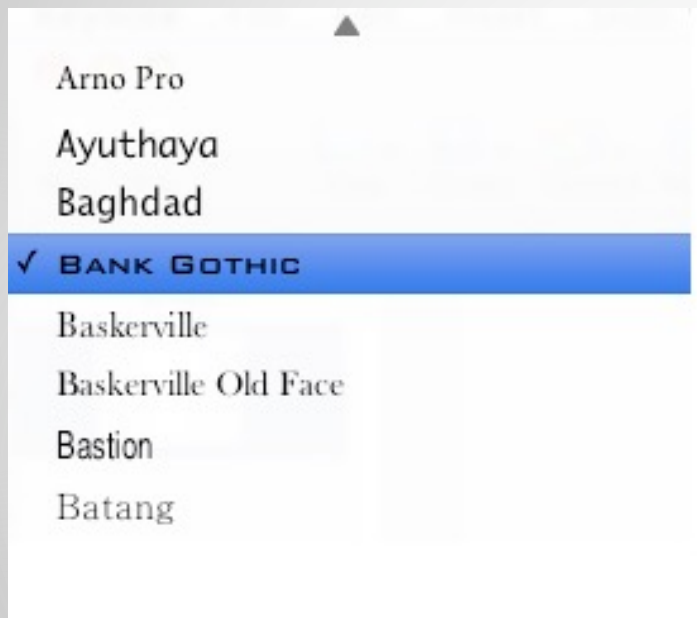 Arno Pro
Ayuthaya
Baghdad
✓ BANK GOTHIC
Baskerville
Baskerville Old Face
Bastion
Batang